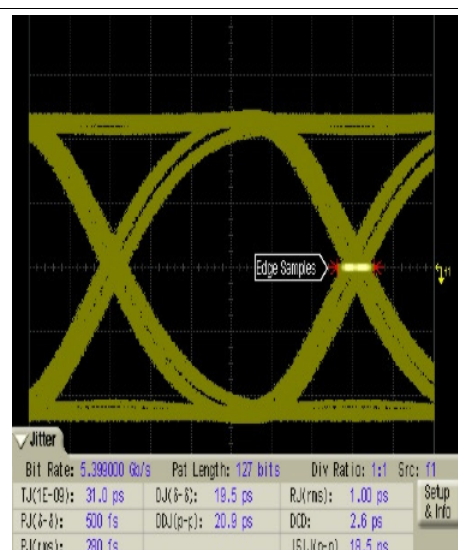 Edge Samples
f1
Jitter
Bit Rate: 5.399000 Gb/s Pat Length: 127 bits Div Ratio: 1:1 Src: f1
TJ(1E-09): 31.0 ps DJ(δ-δ): 19.5 ps RJ(rms): 1.00 ps Setup
PJ(δ-δ): 500 fs DDJ(p-p): 20.9 ps DCD: 2.6 ps & Info
PJ(rms): 280 fs ISI(p-p) 18.5 ps